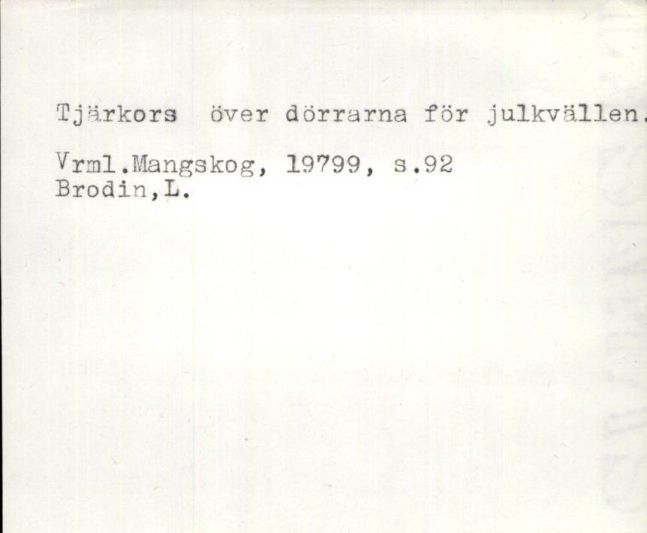 Tjärkors över dörrarna för julkvällen.
Vrml.Mangskog, 19799, s.92
Brodin,L.